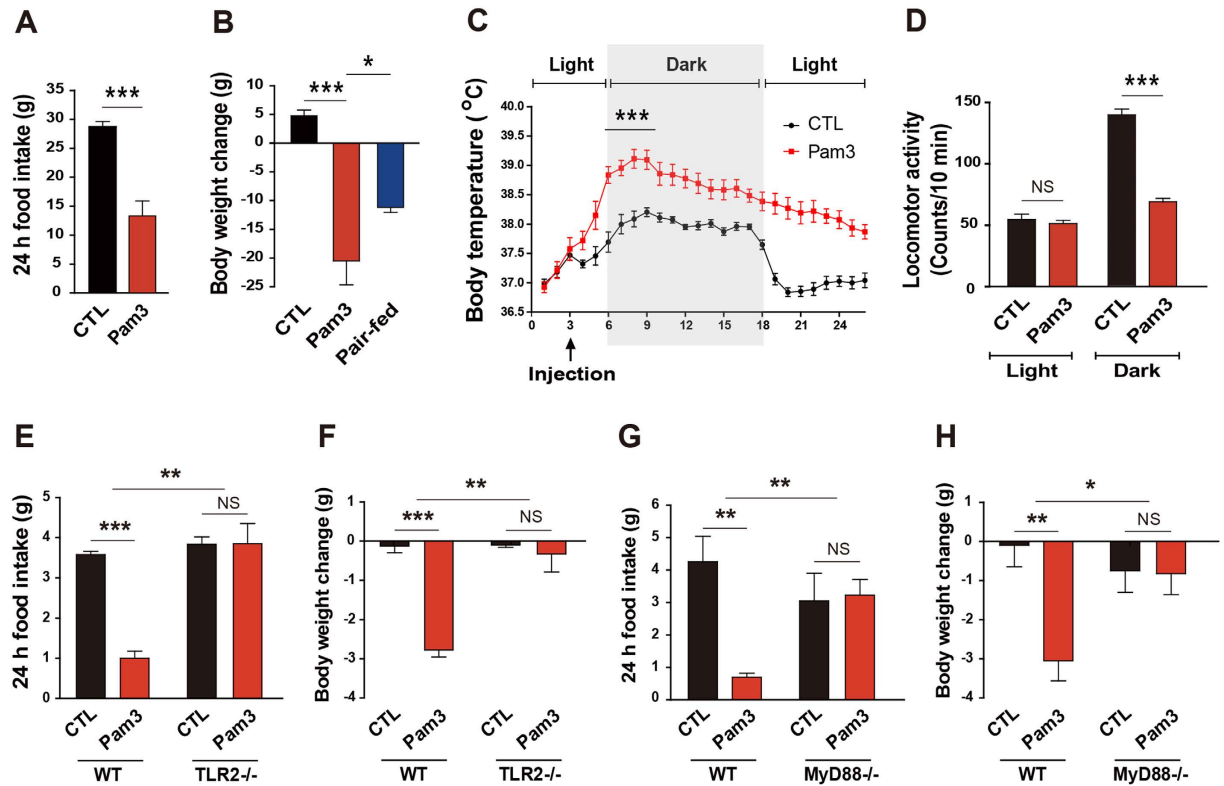 A
24 h food intake (g)
35
30
25
20
15
10
5
0
***
CTL
Pam3
B
Body weight change (g)
10
5
0
-5
-10
-15
-20
-25
***
*
CTL
Pam3
Pair-fed
C
Light
Dark
Light
Body temperature (°C)
40.0
39.5
39.0
38.5
38.0
37.5
37.0
36.5
***
CTL
Pam3
0 3 6 9 12 15 18 21 24
Injection
D
Locomotor activity
(Counts/10 min)
150
100
50
0
NS
***
CTL
Pam3
CTL
Pam3
Light
Dark
E
24 h food intake (g)
5
4
3
2
1
0
**
***
NS
CTL
Pam3
CTL
Pam3
WT
TLR2-/-
F
Body weight change (g)
1
0
-1
-2
-3
-4
**
***
NS
CTL
Pam3
CTL
Pam3
WT
TLR2-/-
G
24 h food intake (g)
6
5
4
3
2
1
0
**
**
NS
CTL
Pam3
CTL
Pam3
WT
MyD88-/-
H
Body weight change (g)
1
0
-1
-2
-3
-4
*
**
NS
CTL
Pam3
CTL
Pam3
WT
MyD88-/-